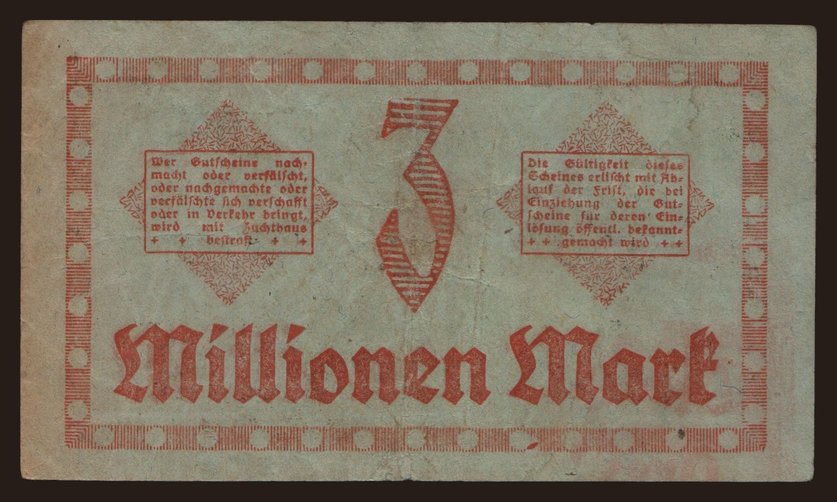 Wer Gutscheine nach-
macht oder verfälscht,
oder nachgemachte oder
verfälschte sich verschafft
oder in Verkehr bringt,
wird mit Zuchthaus
bestraft
3
Die Gültigkeit dieses
Scheines erlischt mit Ab-
lauf der Frist, die bei
Einziehung der Gut-
scheine für deren Ein-
lösung öffentl. bekannt-
gemacht wird
Millionen Mark